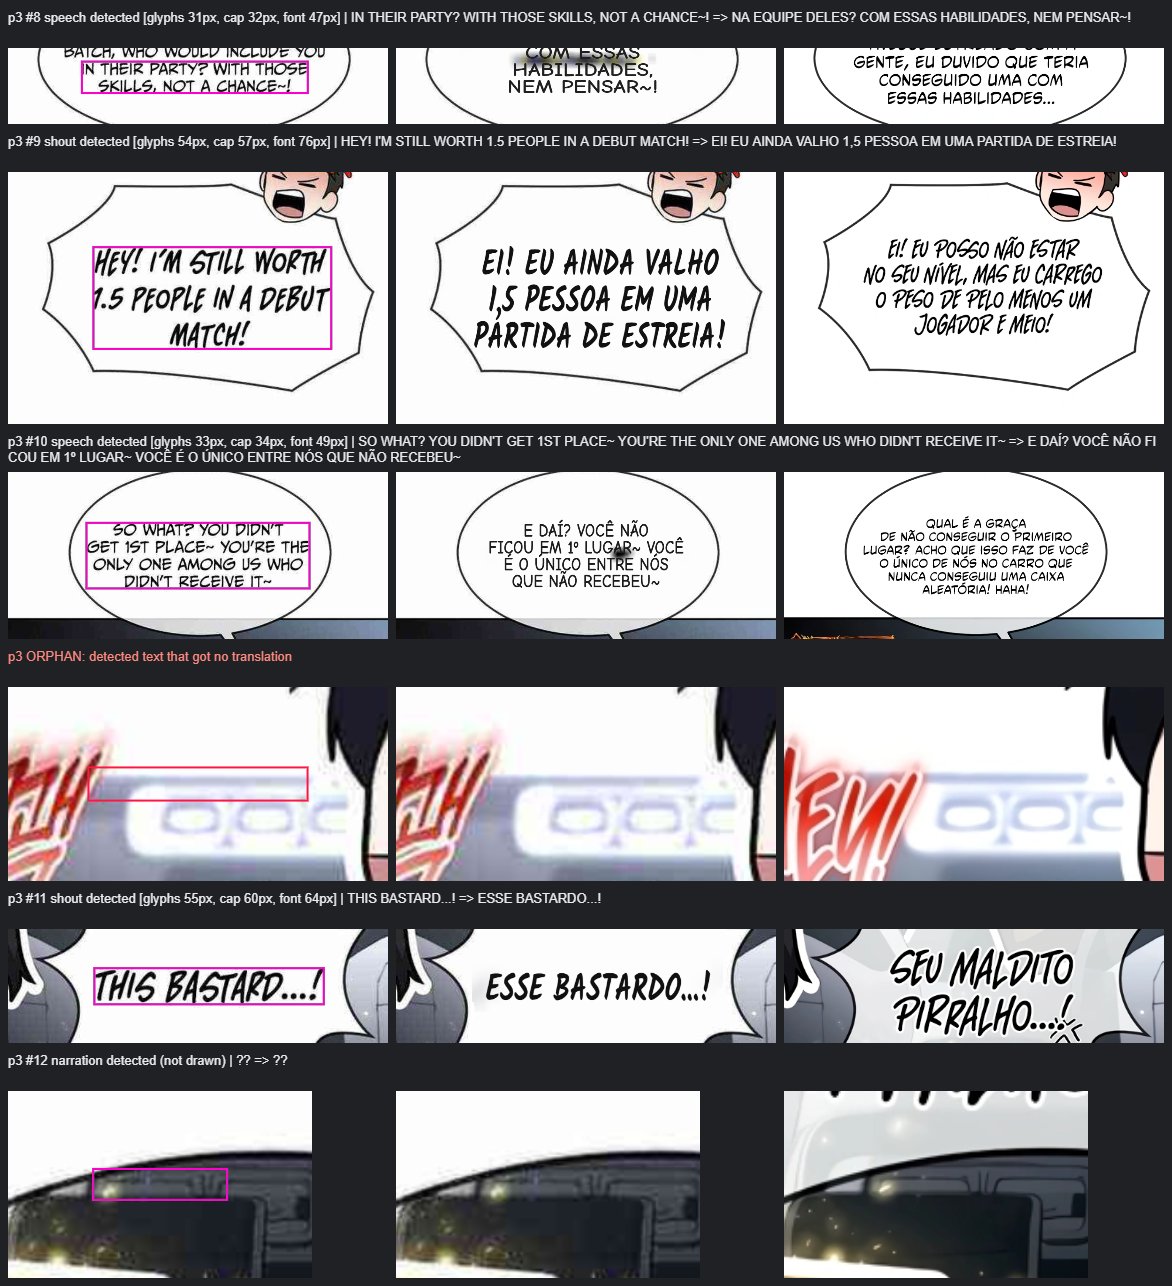 p3 #8 speech detected [glyphs 31px, cap 32px, font 47px] | IN THEIR PARTY? WITH THOSE SKILLS, NOT A CHANCE~! => NA EQUIPE DELES? COM ESSAS HABILIDADES, NEM PENSAR~!
BATCH, WHO WOULD INCLUDE YOU
IN THEIR PARTY? WITH THOSE
SKILLS, NOT A CHANCE~!
COM ESSAS
HABILIDADES,
NEM PENSAR~!
GENTE, EU DUVIDO QUE TERIA
CONSEGUIDO UMA COM
ESSAS HABILIDADES...
p3 #9 shout detected [glyphs 54px, cap 57px, font 76px] | HEY! I'M STILL WORTH 1.5 PEOPLE IN A DEBUT MATCH! => EI! EU AINDA VALHO 1,5 PESSOA EM UMA PARTIDA DE ESTREIA!
HEY! I'M STILL WORTH
1.5 PEOPLE IN A DEBUT
MATCH!
EI! EU AINDA VALHO
1,5 PESSOA EM UMA
PARTIDA DE ESTREIA!
EI! EU POSSO NÃO ESTAR
NO SEU NÍVEL, MAS EU CARREGO
O PESO DE PELO MENOS UM
JOGADOR E MEIO!
p3 #10 speech detected [glyphs 33px, cap 34px, font 49px] | SO WHAT? YOU DIDN'T GET 1ST PLACE~ YOU'RE THE ONLY ONE AMONG US WHO DIDN'T RECEIVE IT~ => E DAÍ? VOCÊ NÃO FI
COU EM 1º LUGAR~ VOCÊ É O ÚNICO ENTRE NÓS QUE NÃO RECEBEU~
SO WHAT? YOU DIDN'T
GET 1ST PLACE~ YOU'RE THE
ONLY ONE AMONG US WHO
DIDN'T RECEIVE IT~
E DAÍ? VOCÊ NÃO
FICOU EM 1º LUGAR~ VOCÊ
É O ÚNICO ENTRE NÓS
QUE NÃO RECEBEU~
QUAL É A GRAÇA
DE NÃO CONSEGUIR O PRIMEIRO
LUGAR? ACHO QUE ISSO FAZ DE VOCÊ
O ÚNICO DE NÓS NO CARRO QUE
NUNCA CONSEGUIU UMA CAIXA
ALEATÓRIA! HAHA!
p3 ORPHAN: detected text that got no translation
HEY!
p3 #11 shout detected [glyphs 55px, cap 60px, font 64px] | THIS BASTARD...! => ESSE BASTARDO...!
THIS BASTARD...!
ESSE BASTARDO...!
SEU MALDITO
PIRRALHO...!
p3 #12 narration detected (not drawn) | ?? => ??